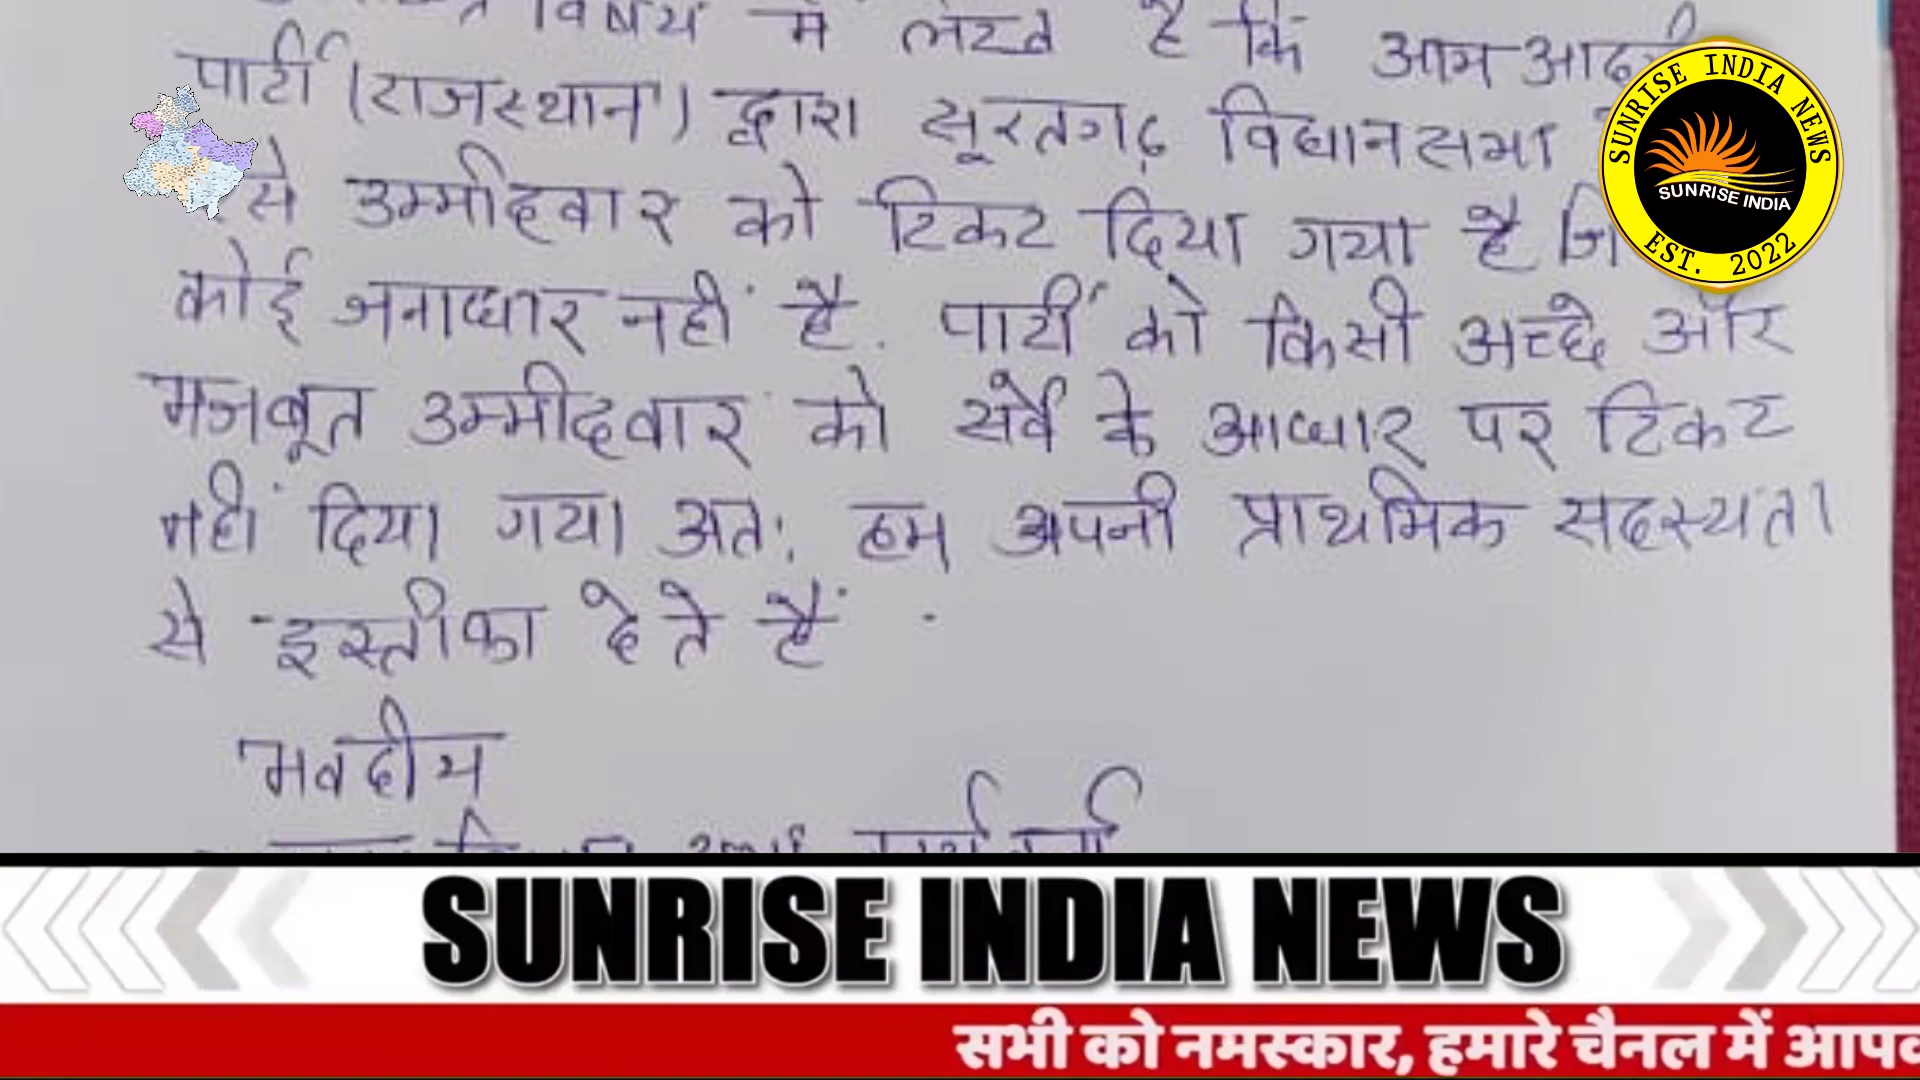 विषय में लेख है कि आम आदमी
पार्टी (राजस्थान) द्वारा सूरतगढ़ विधानसभा
ऐसे उम्मीदवार को टिकट दिया गया है
कोई जनाधार नहीं है. पार्टी को किसी अच्छे और
मजबूत उम्मीदवार को सर्वे के आधार पर टिकट
नहीं दिया गया अत: हम अपनी प्राथमिक सदस्यता
से इस्तीफा देते हैं .
भवदीय
SUNRISE INDIA NEWS
SUNRISE INDIA
EST. 2022
SUNRISE INDIA NEWS
सभी को नमस्कार, हमारे चैनल में